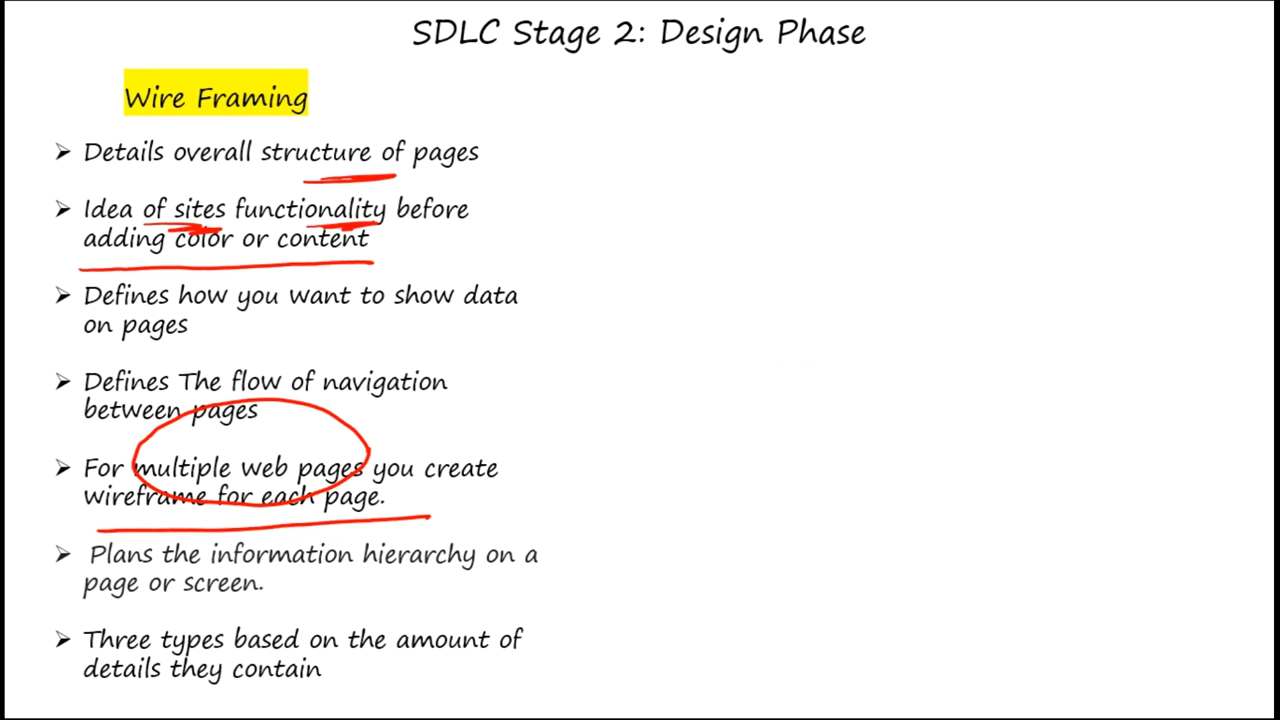 SDLC Stage 2: Design Phase
Wire Framing
➤ Details overall structure of pages
➤ Idea of sites functionality before
adding color or content
➤ Defines how you want to show data
on pages
➤ Defines The flow of navigation
between pages
➤ For multiple web pages you create
wireframe for each page.
➤ Plans the information hierarchy on a
page or screen.
➤ Three types based on the amount of
details they contain